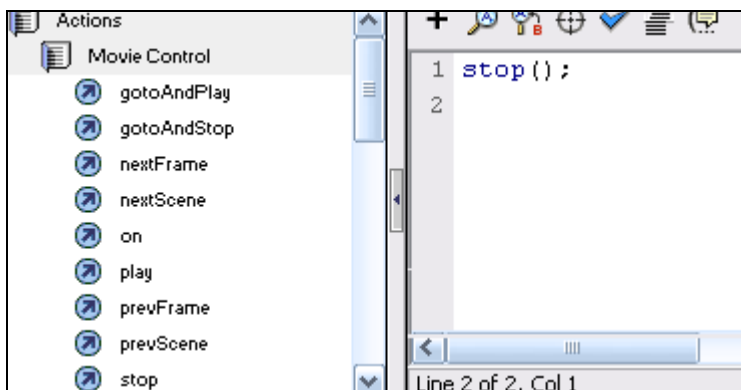 Actions
Movie Control
gotoAndPlay
gotoAndStop
nextFrame
nextScene
on
play
prevFrame
prevScene
stop
1 stop();
2
Line 2 of 2, Col 1